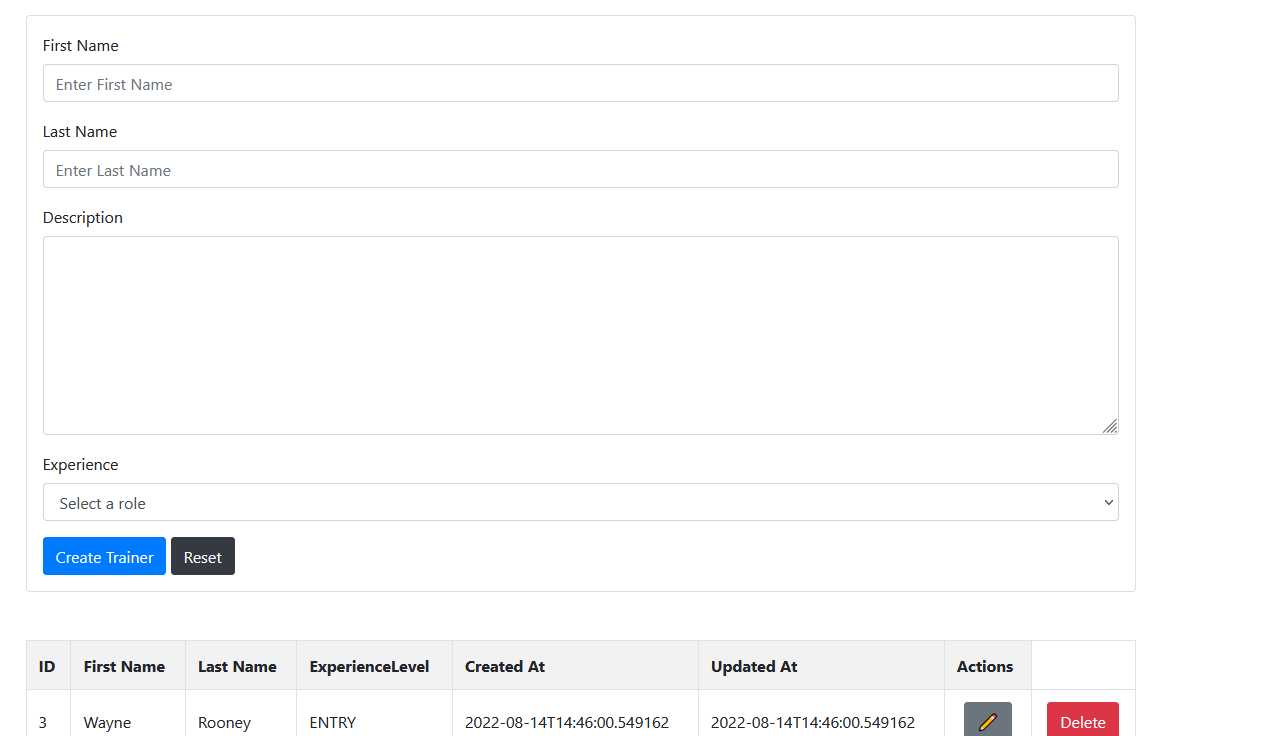 First Name
Enter First Name
Last Name
Enter Last Name
Description
Experience
Select a role
Create Trainer Reset
ID First Name Last Name ExperienceLevel Created At Updated At Actions
3 Wayne Rooney ENTRY 2022-08-14T14:46:00.549162 2022-08-14T14:46:00.549162 Delete